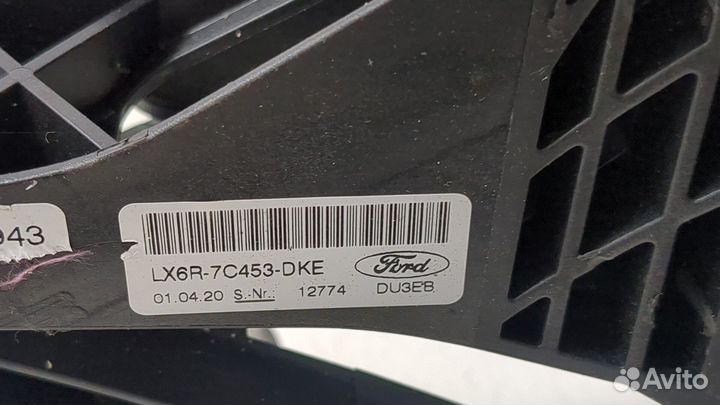 943
LX6R-7C453-DKE
Ford
01.04.20 S.-Nr.: 12774 DU3EB
Avito